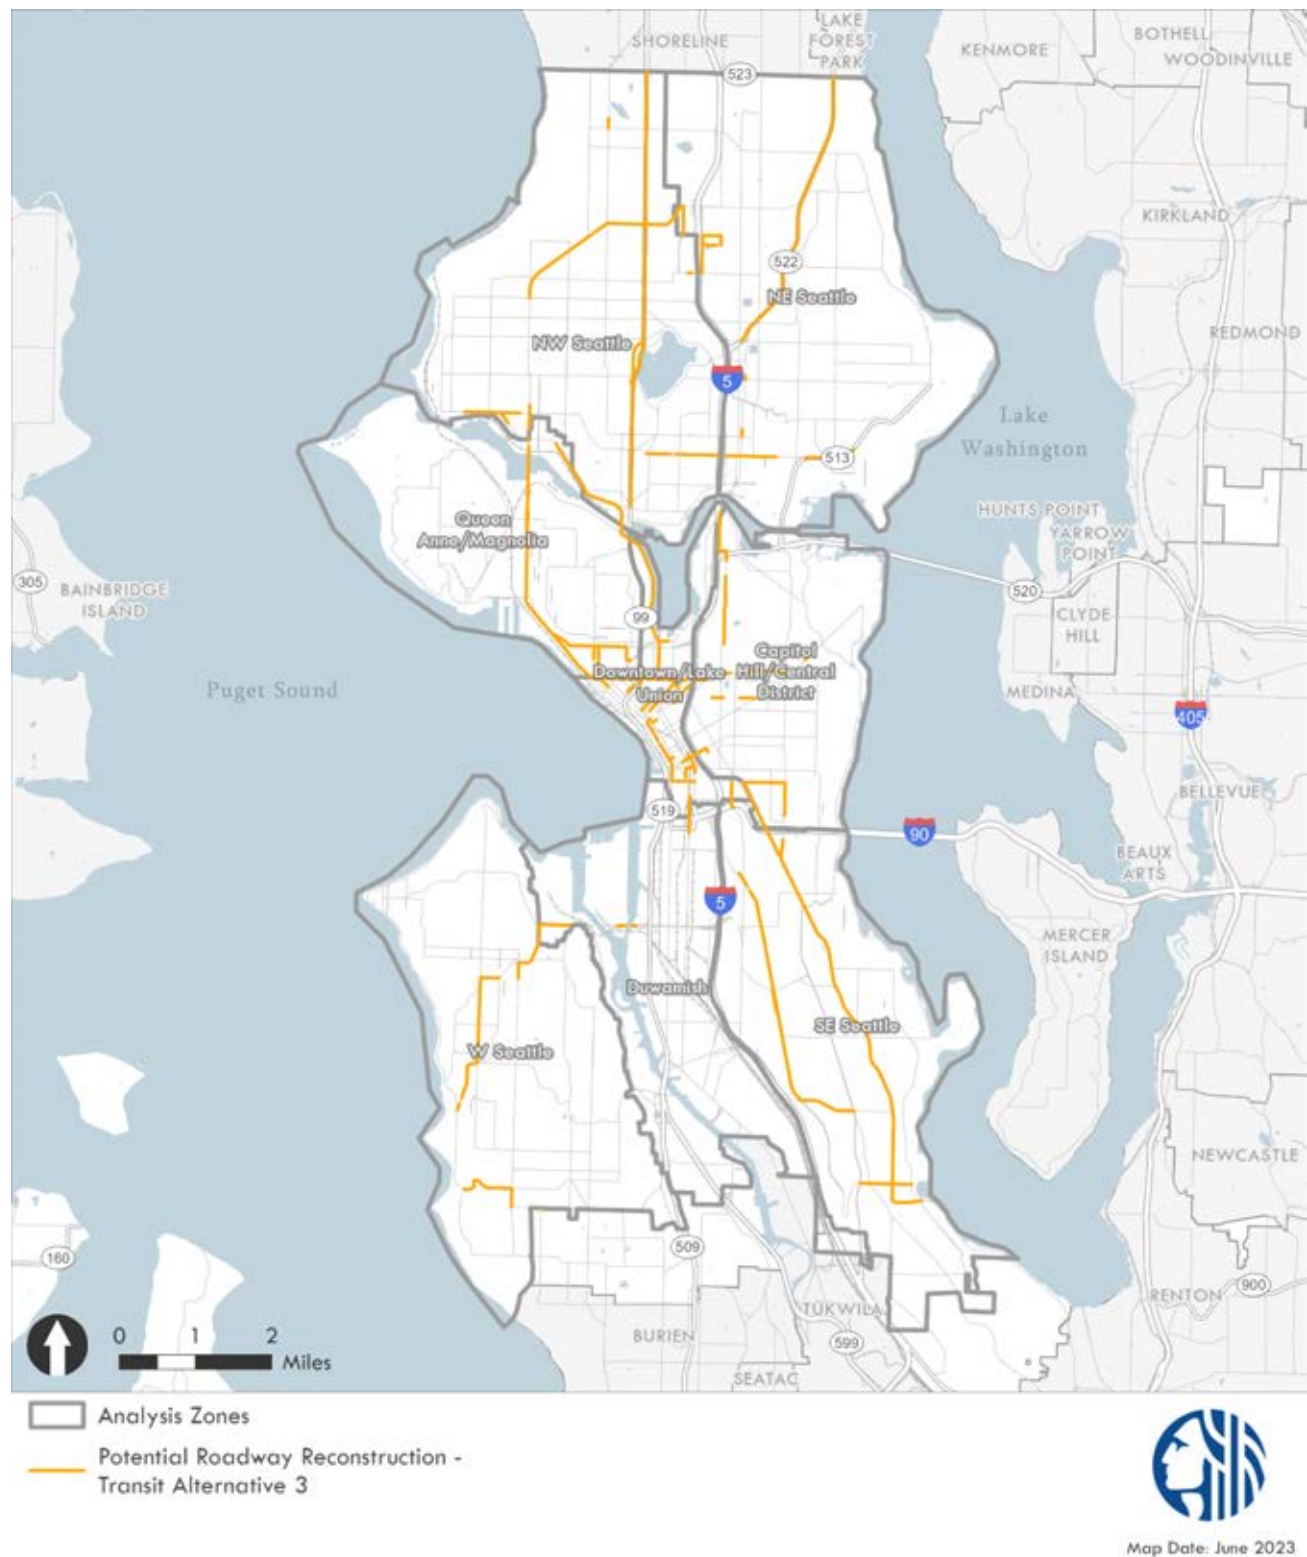 SHORELINE
LAKE
FOREST
PARK
KENMORE
BOTHELL
WOODINVILLE
523
KIRKLAND
522
NE Seattle
NW Seattle
REDMOND
5
Lake
Washington
513
HUNTS POINT
YARROW
POINT
Queen
Anne/Magnolia
305
BAINBRIDGE
ISLAND
520
CLYDE
HILL
99
Capitol
Hill/Central
District
Downtown/Lake
Union
Puget Sound
MEDINA
405
BELLEVUE
519
90
BEAUX
ARTS
5
MERCER
ISLAND
Duwamish
SE Seattle
W Seattle
NEWCASTLE
509
160
900
RENTON
TUKWILA
BURIEN
599
SEATAC
0 1 2
Miles
Analysis Zones
Potential Roadway Reconstruction -
Transit Alternative 3
Map Date: June 2023